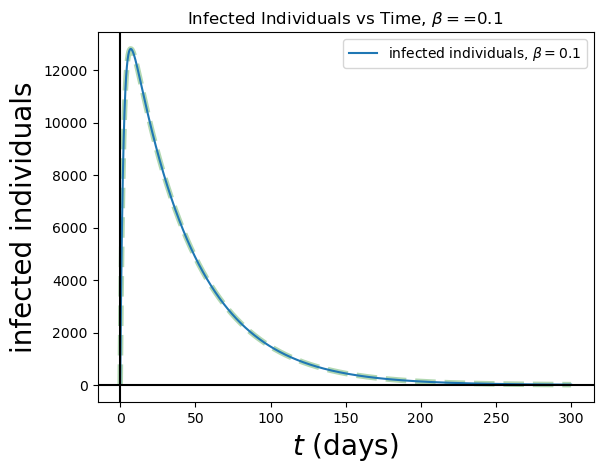 Infected Individuals vs Time, β ==0.1
infected individuals, β = 0.1
infected individuals
12000
10000
8000
6000
4000
2000
0
0 50 100 150 200 250 300
t (days)